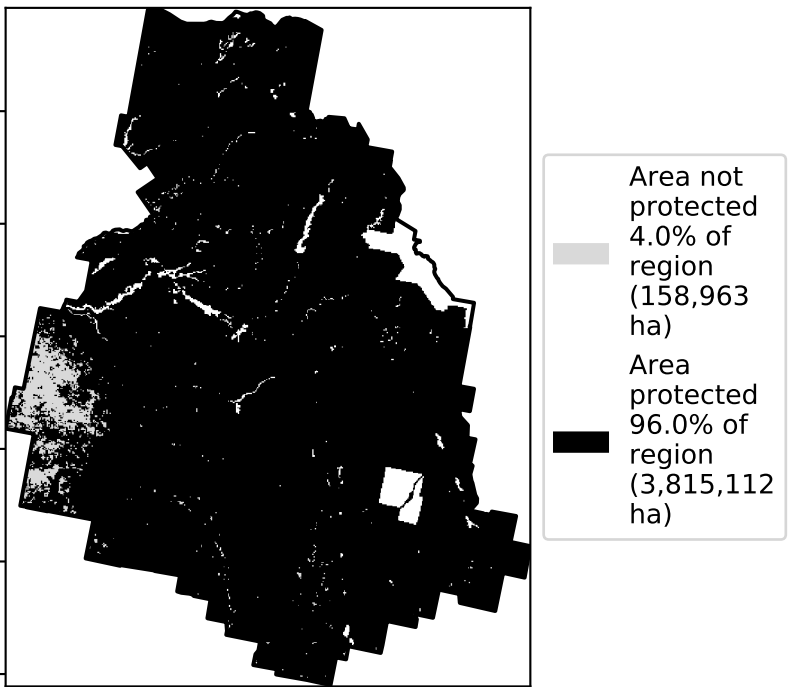 Area not
protected
4.0% of
region
(158,963
ha)
Area
protected
96.0% of
region
(3,815,112
ha)